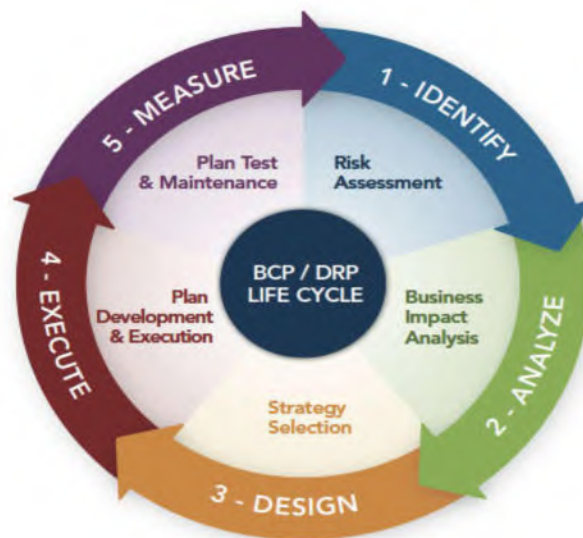 1 - IDENTIFY
Risk
Assessment
2 - ANALYZE
Business
Impact
Analysis
3 - DESIGN
Strategy
Selection
4 - EXECUTE
Plan
Development
& Execution
5 - MEASURE
Plan Test
& Maintenance
BCP / DRP
LIFE CYCLE